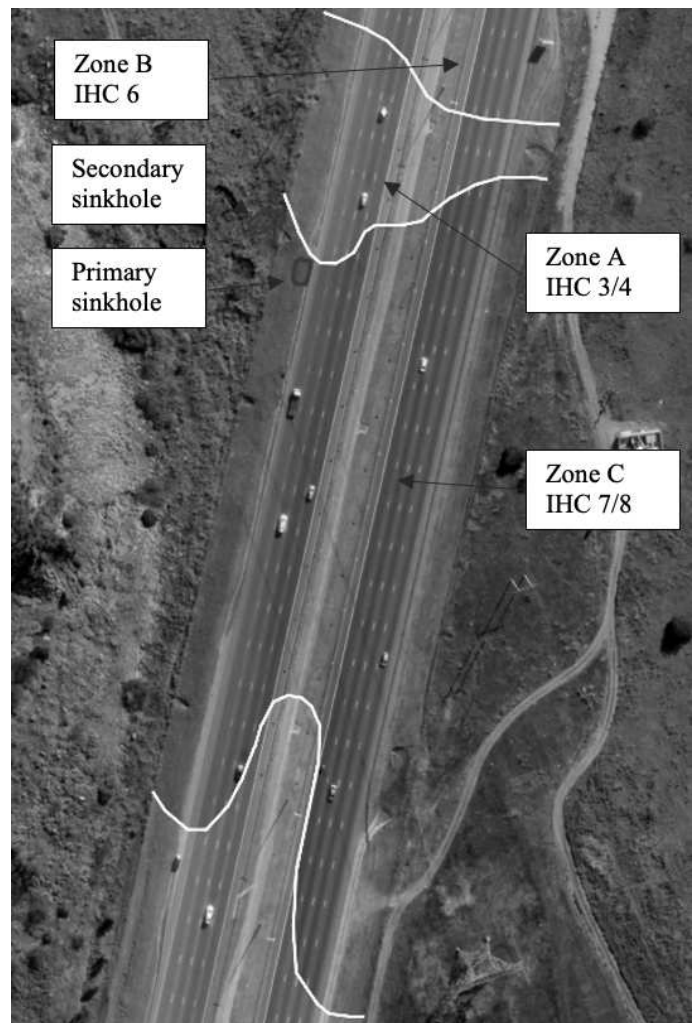 Zone B
IHC 6
Secondary
sinkhole
Primary
sinkhole
Zone A
IHC 3/4
Zone C
IHC 7/8